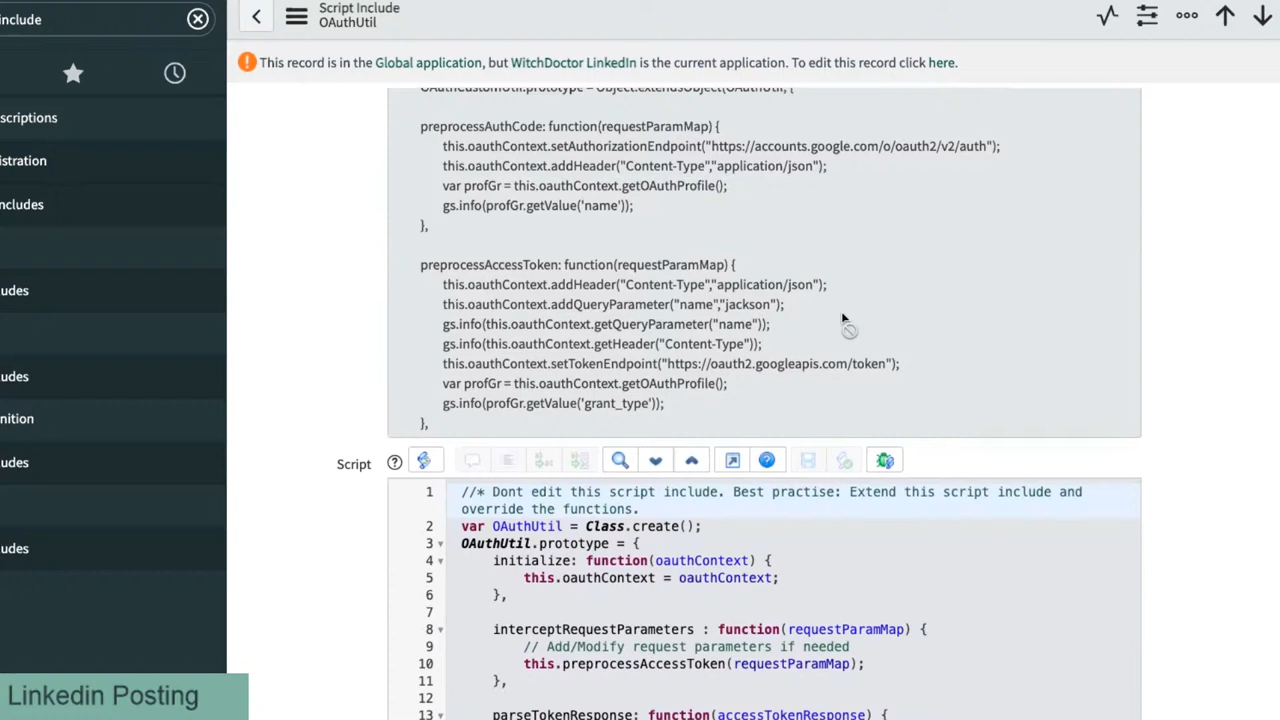 include
Script Include
OAuthUtil
This record is in the Global application, but WitchDoctor LinkedIn is the current application. To edit this record click here.
scriptions
istration
ncludes
udes
udes
nition
udes
udes
OAuthCustomUtil.prototype = Object.extendsObject(OAuthUtil, {
preprocessAuthCode: function(requestParamMap) {
this.oauthContext.setAuthorizationEndpoint("https://accounts.google.com/o/oauth2/v2/auth");
this.oauthContext.addHeader("Content-Type","application/json");
var profGr = this.oauthContext.getOAuthProfile();
gs.info(profGr.getValue('name'));
},
preprocessAccessToken: function(requestParamMap) {
this.oauthContext.addHeader("Content-Type","application/json");
this.oauthContext.addQueryParameter("name","jackson");
gs.info(this.oauthContext.getQueryParameter("name"));
gs.info(this.oauthContext.getHeader("Content-Type"));
this.oauthContext.setTokenEndpoint("https://oauth2.googleapis.com/token");
var profGr = this.oauthContext.getOAuthProfile();
gs.info(profGr.getValue('grant_type'));
},
Script
1 //* Dont edit this script include. Best practise: Extend this script include and
override the functions.
2 var OAuthUtil = Class.create();
3 OAuthUtil.prototype = {
4 initialize: function(oauthContext) {
5 this.oauthContext = oauthContext;
6 },
7
8 interceptRequestParameters : function(requestParamMap) {
9 // Add/Modify request parameters if needed
10 this.preprocessAccessToken(requestParamMap);
11 },
12
13 parseTokenResponse: function(accessTokenResponse) {
Linkedin Posting